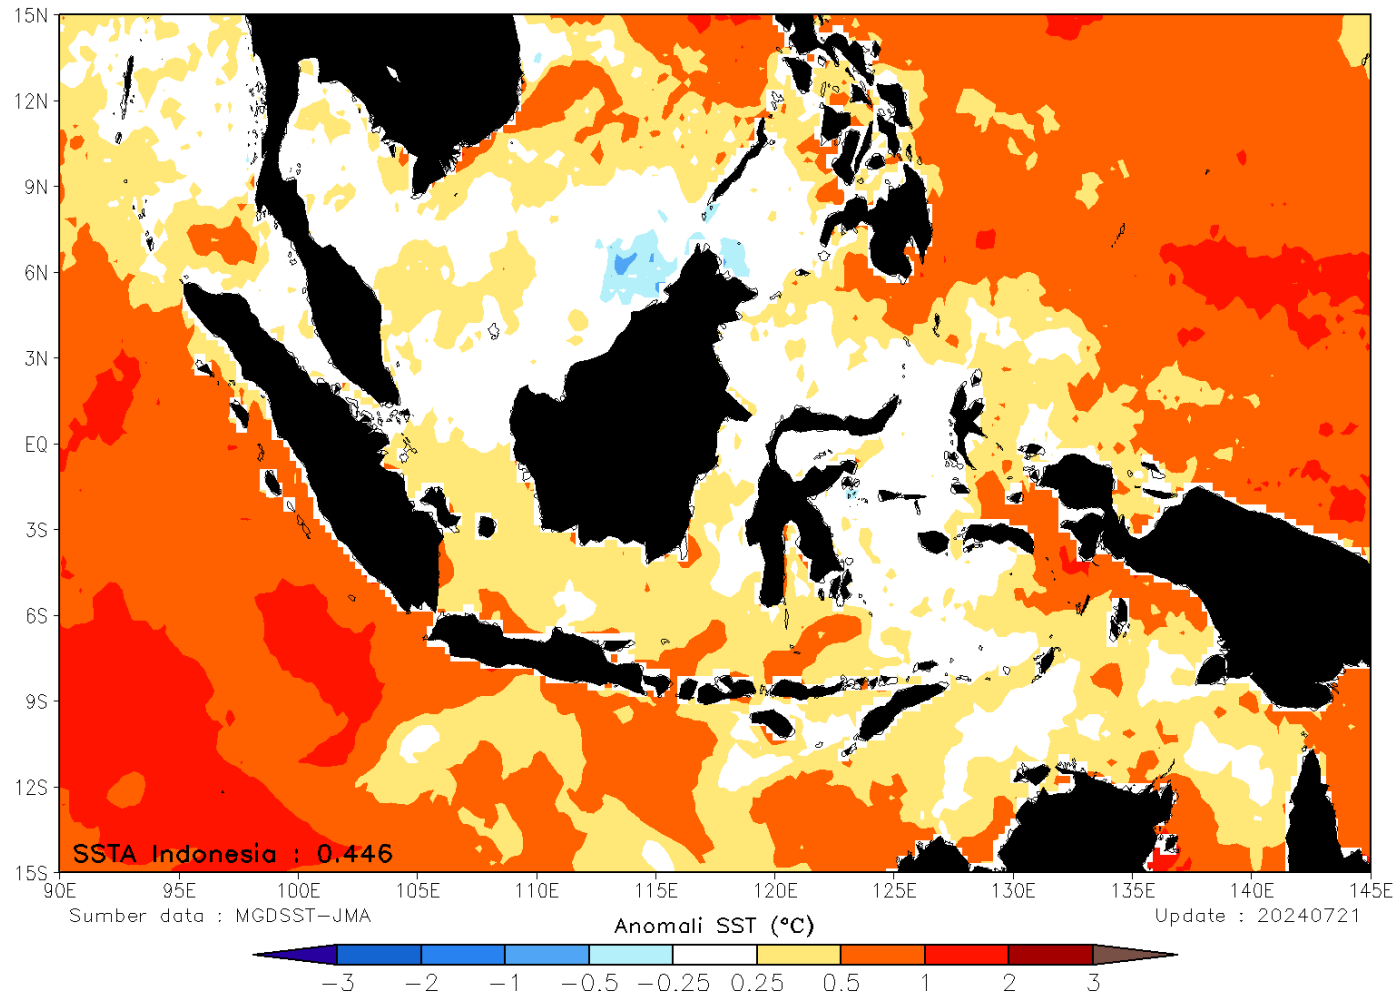 15N
12N
9N
6N
3N
EQ
3S
6S
9S
12S
15S
SSTA Indonesia : 0.446
90E 95E 100E 105E 110E 115E 120E 125E 130E 135E 140E 145E
Sumber data : MGDSST-JMA
Update : 20240721
Anomali SST (°C)
-3 -2 -1 -0.5 -0.25 0.25 0.5 1 2 3